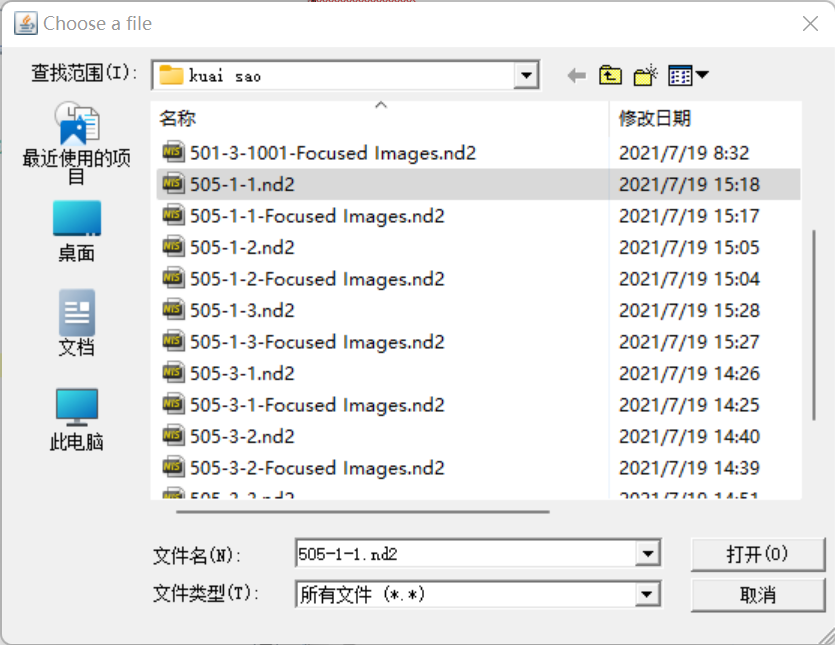 Choose a file
查找范围(I):
kuai sao
名称
修改日期
501-3-1001-Focused Images.nd2
2021/7/19 8:32
505-1-1.nd2
2021/7/19 15:18
505-1-1-Focused Images.nd2
2021/7/19 15:17
505-1-2.nd2
2021/7/19 15:05
505-1-2-Focused Images.nd2
2021/7/19 15:04
505-1-3.nd2
2021/7/19 15:28
505-1-3-Focused Images.nd2
2021/7/19 15:27
505-3-1.nd2
2021/7/19 14:26
505-3-1-Focused Images.nd2
2021/7/19 14:25
505-3-2.nd2
2021/7/19 14:40
505-3-2-Focused Images.nd2
2021/7/19 14:39
最近使用的项
目
桌面
文档
此电脑
文件名(N):
505-1-1.nd2
打开(O)
文件类型(T):
所有文件 (*.*)
取消